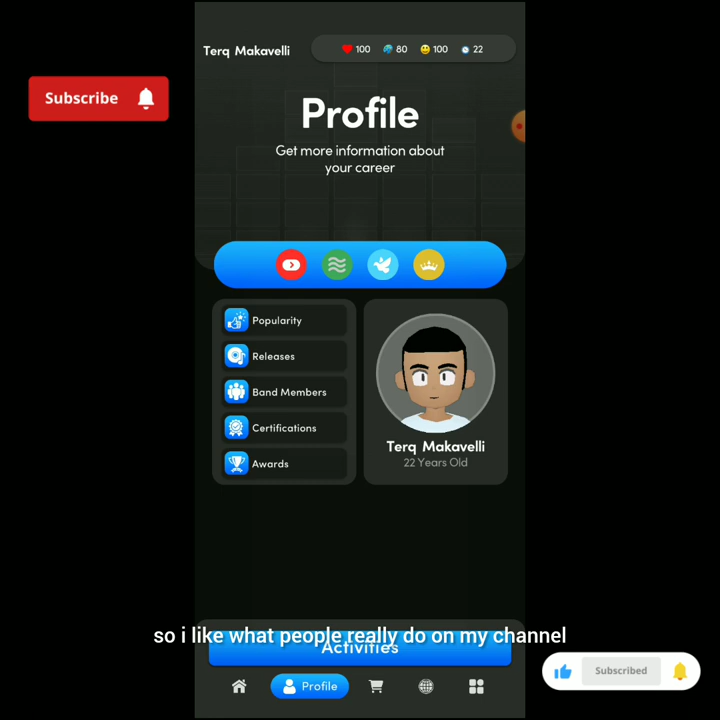 Terq Makavelli
100
80
100
22
Subscribe
Profile
Get more information about
your career
Popularity
Releases
Band Members
Certifications
Awards
Terq Makavelli
22 Years Old
so i like what people really do on my channel
Activities
Subscribed
Profile